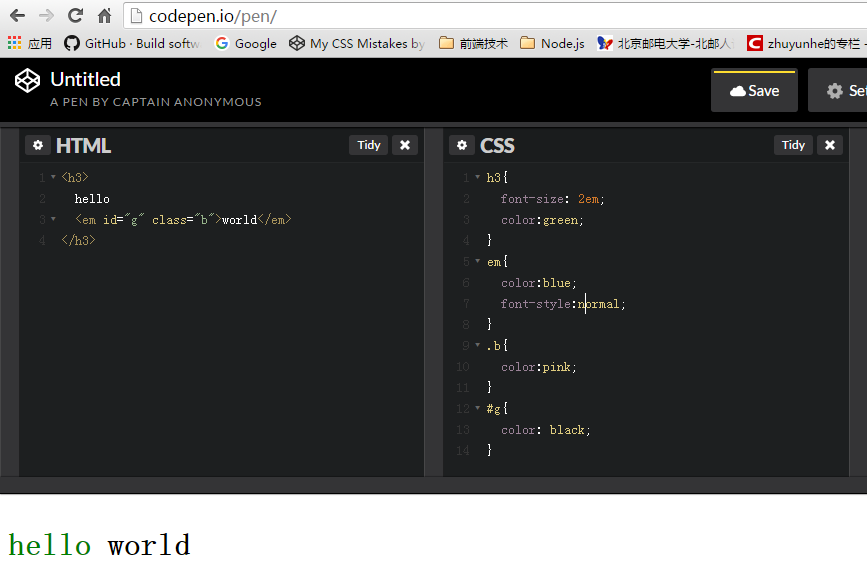 codepen.io/pen/
应用 GitHub · Build softw Google My CSS Mistakes by 前端技术 Node.js 北京邮电大学-北邮人 zhuyunhe的专栏 -
Untitled
A PEN BY CAPTAIN ANONYMOUS
Save Set
HTML Tidy
1 <h3>
2 hello
3 <em id="g" class="b">world</em>
4 </h3>
CSS Tidy
1 h3{
2 font-size: 2em;
3 color:green;
4 }
5 em{
6 color:blue;
7 font-style:normal;
8 }
9 .b{
10 color:pink;
11 }
12 #g{
13 color: black;
14 }
hello world